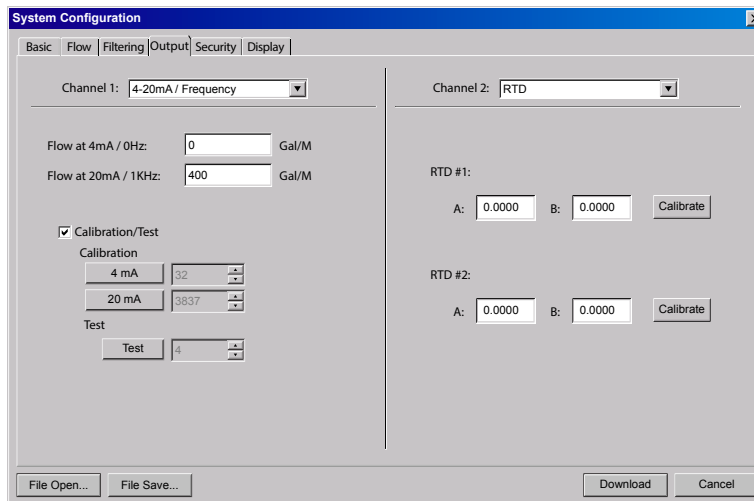 System Configuration
Basic Flow Filtering Output Security Display
Channel 1: 4-20mA / Frequency
Flow at 4mA / 0Hz: 0 Gal/M
Flow at 20mA / 1KHz: 400 Gal/M
Calibration/Test
Calibration
4 mA 32
20 mA 3837
Test
Test 4
Channel 2: RTD
RTD #1:
A: 0.0000 B: 0.0000 Calibrate
RTD #2:
A: 0.0000 B: 0.0000 Calibrate
File Open... File Save... Download Cancel